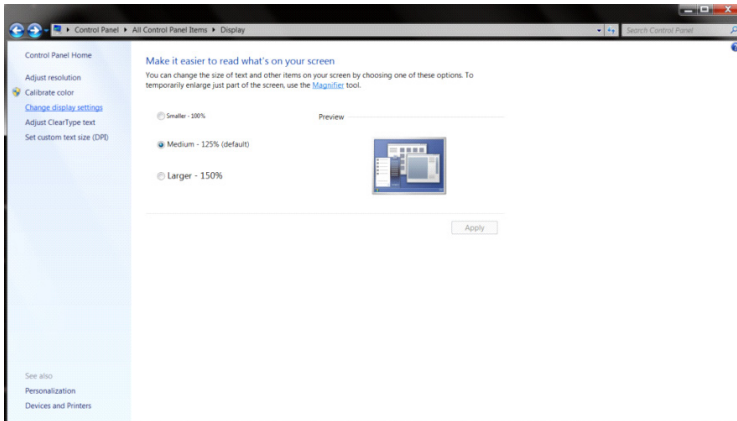 Control Panel ▸ All Control Panel Items ▸ Display
Search Control Panel
Control Panel Home
Adjust resolution
Calibrate color
Change display settings
Adjust ClearType text
Set custom text size (DPI)
See also
Personalization
Devices and Printers
Make it easier to read what's on your screen
You can change the size of text and other items on your screen by choosing one of these options. To
temporarily enlarge just part of the screen, use the Magnifier tool.
Smaller - 100%
Preview
Medium - 125% (default)
Larger - 150%
Apply